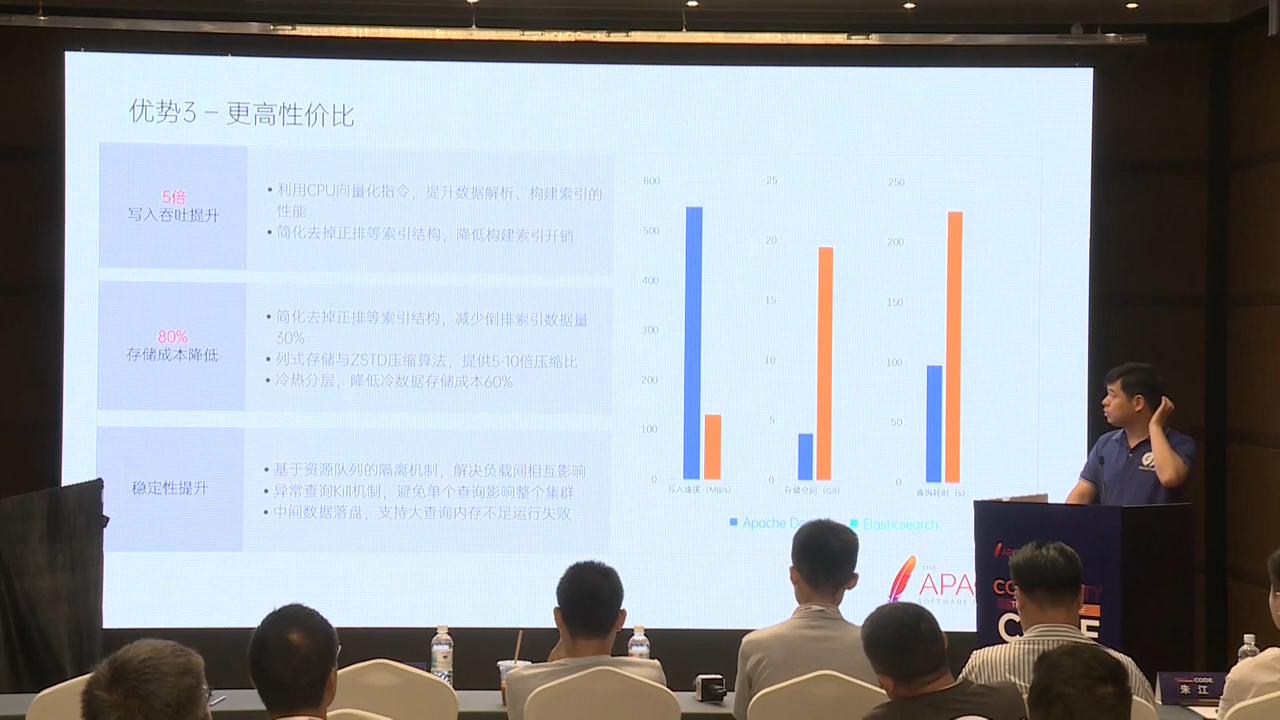 优势3 – 更高性价比
5倍
写入吞吐提升
• 利用CPU向量化指令，提升数据解析、构建索引的
性能
• 简化去掉正排等索引结构，降低构建索引开销
80%
存储成本降低
• 简化去掉正排等索引结构，减少倒排索引数据量
30%
• 列式存储与ZSTD压缩算法，提供5-10倍压缩比
• 冷热分层，降低冷数据存储成本60%
稳定性提升
• 基于资源队列的隔离机制，解决负载间相互影响
• 异常查询Kill机制，避免单个查询影响整个集群
• 中间数据落盘，支持大查询内存不足运行失败
600
500
400
300
200
100
0
写入速度（MB/s）
25
20
15
10
5
0
存储空间（GB）
250
200
150
100
50
0
查询耗时（s）
Apache
Elasticsearch
THE
APA
SOFTWARE
CODE
朱 江